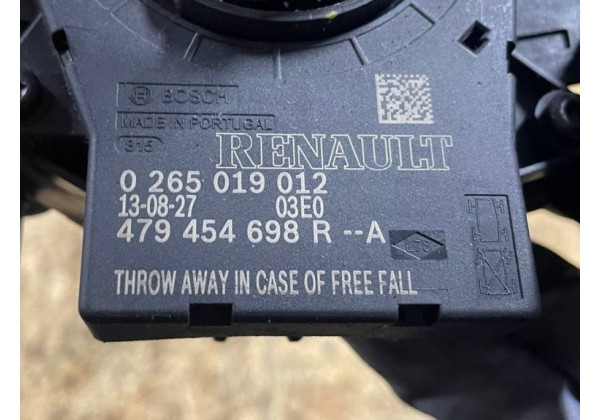 BOSCH
MADE IN PORTUGAL
815
RENAULT
0 265 019 012
13-08-27 03E0
479 454 698 R --A
THROW AWAY IN CASE OF FREE FALL